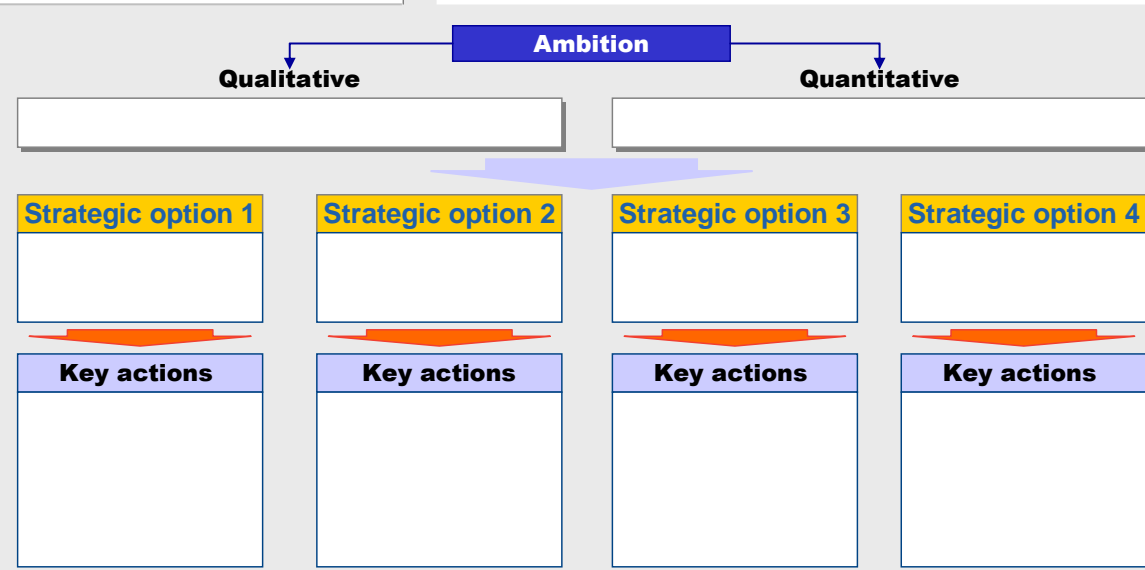 Ambition
Qualitative
Quantitative
Strategic option 1
Strategic option 2
Strategic option 3
Strategic option 4
Key actions
Key actions
Key actions
Key actions